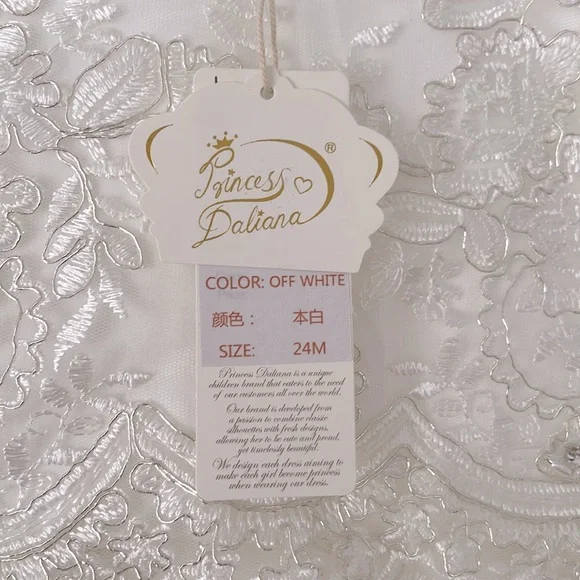 Princess
Daliana
®
COLOR: OFF WHITE
颜色： 本白
SIZE: 24M
Princess Daliana is a unique
children brand that caters to the need
of our customers all over the world.
Our brand is developed from
a passion to combine classic
silhouettes with fresh designs,
allowing her to be cute and proud,
yet timelessly beautiful.
We design each dress aiming to
make each girl become princess
when wearing our dress.